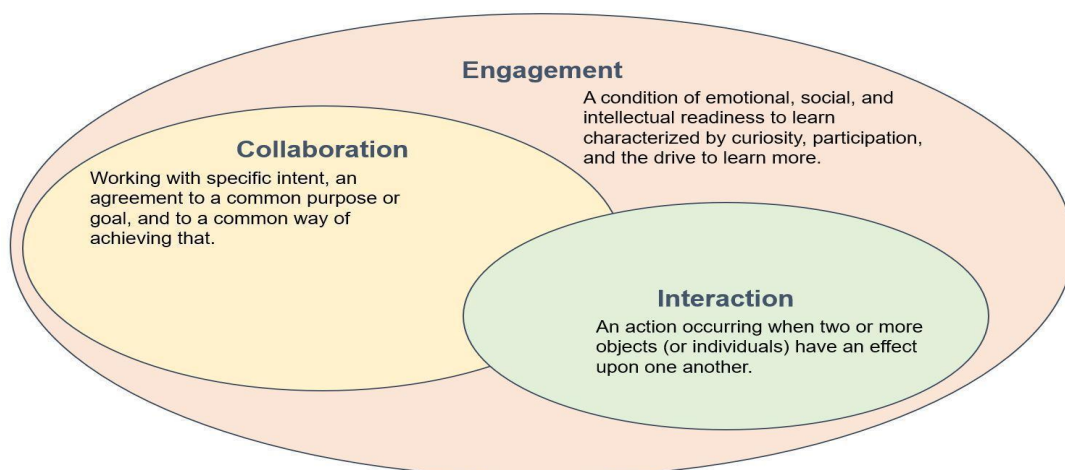 Engagement
A condition of emotional, social, and
intellectual readiness to learn
characterized by curiosity, participation,
and the drive to learn more.
Collaboration
Working with specific intent, an
agreement to a common purpose or
goal, and to a common way of
achieving that.
Interaction
An action occurring when two or more
objects (or individuals) have an effect
upon one another.